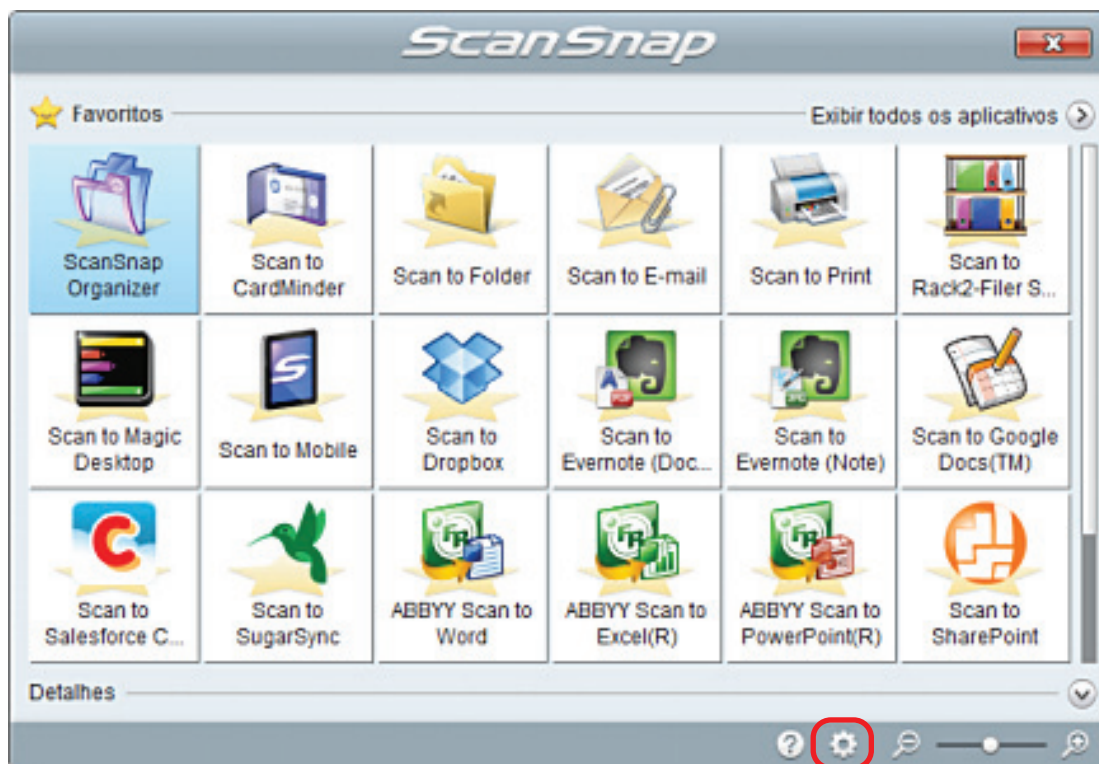 ScanSnap
Favoritos
Exibir todos os aplicativos
ScanSnap
Organizer
Scan to
CardMinder
Scan to Folder
Scan to E-mail
Scan to Print
Scan to
Rack2-Filer S...
Scan to Magic
Desktop
Scan to Mobile
Scan to
Dropbox
Scan to
Evernote (Doc...
Scan to
Evernote (Note)
Scan to Google
Docs(TM)
Scan to
Salesforce C...
Scan to
SugarSync
ABBYY Scan to
Word
ABBYY Scan to
Excel(R)
ABBYY Scan to
PowerPoint(R)
Scan to
SharePoint
Detalhes